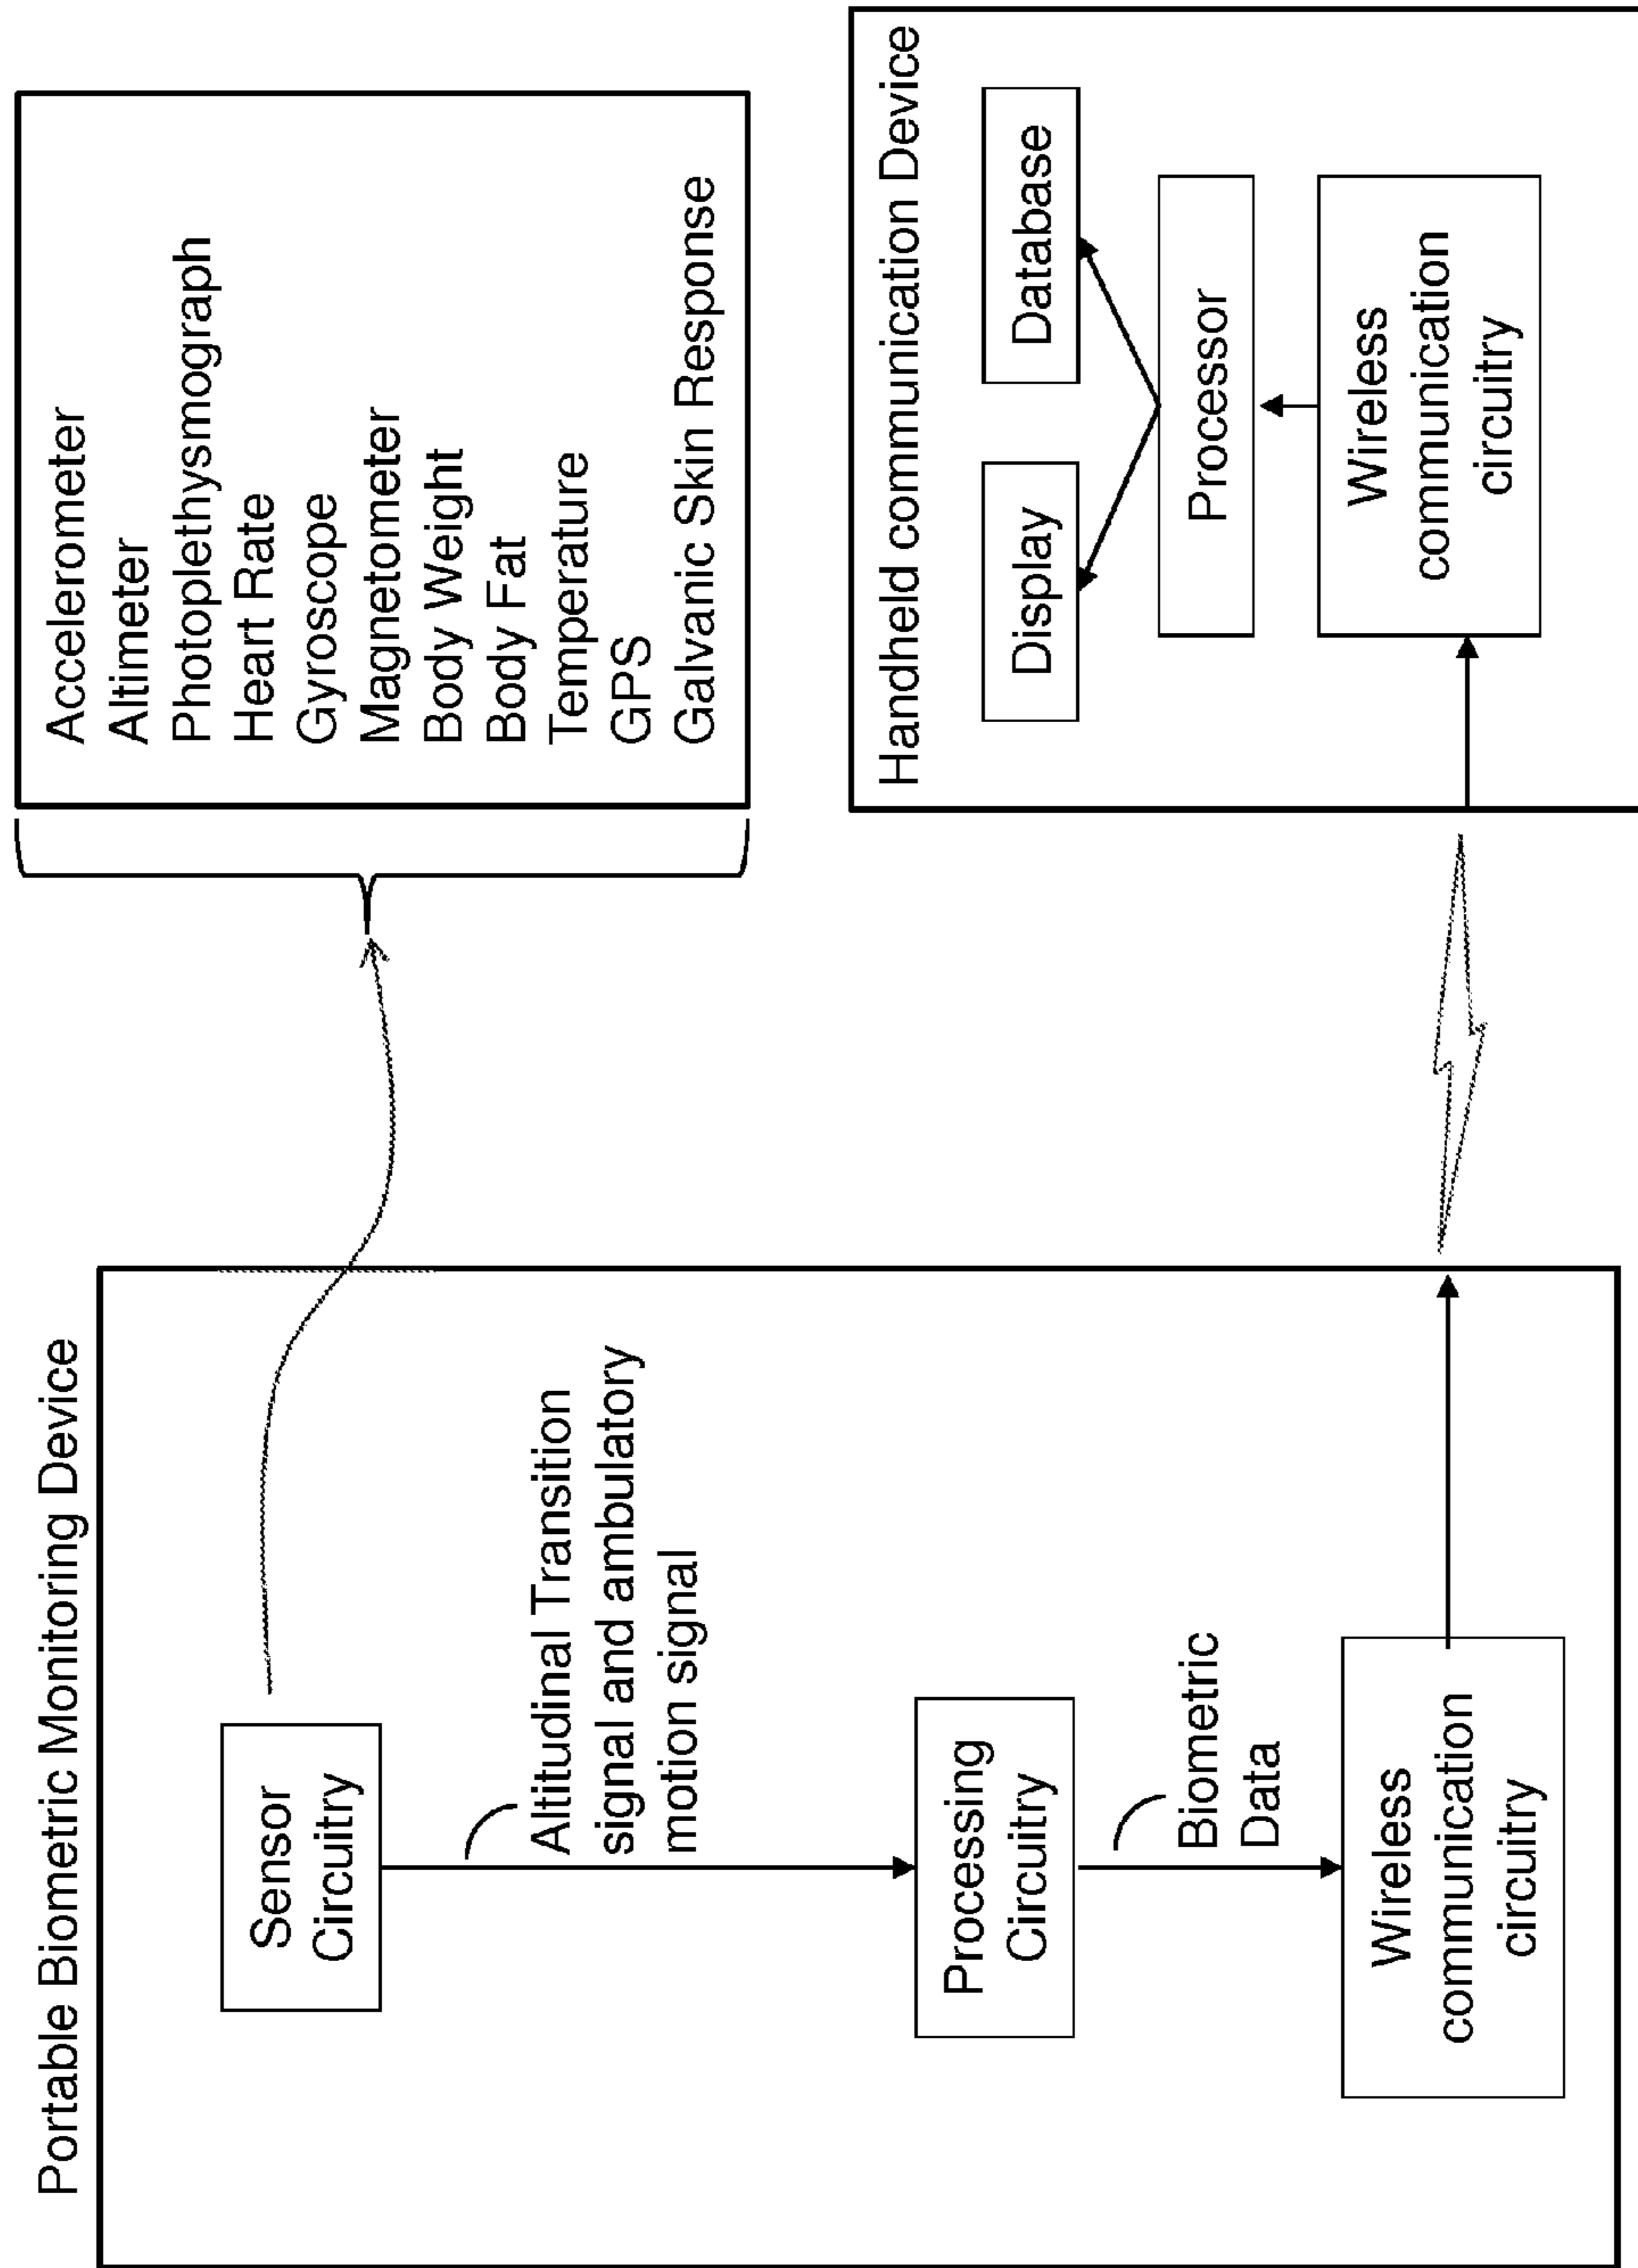 Portable Biometric Monitoring Device
Sensor
Circuitry
Altitudinal Transition
signal and ambulatory
motion signal
Processing
Circuitry
Biometric
Data
Wireless
communication
circuitry
Accelerometer
Altimeter
Photoplethysmograph
Heart Rate
Gyroscope
Magnetometer
Body Weight
Body Fat
Temperature
GPS
Galvanic Skin Response
Handheld communication Device
Display
Database
Processor
Wireless
communication
circuitry